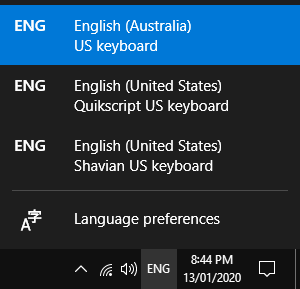 ENG English (Australia)
US keyboard
ENG English (United States)
Quikscript US keyboard
ENG English (United States)
Shavian US keyboard
A字 Language preferences
ENG 8:44 PM
13/01/2020